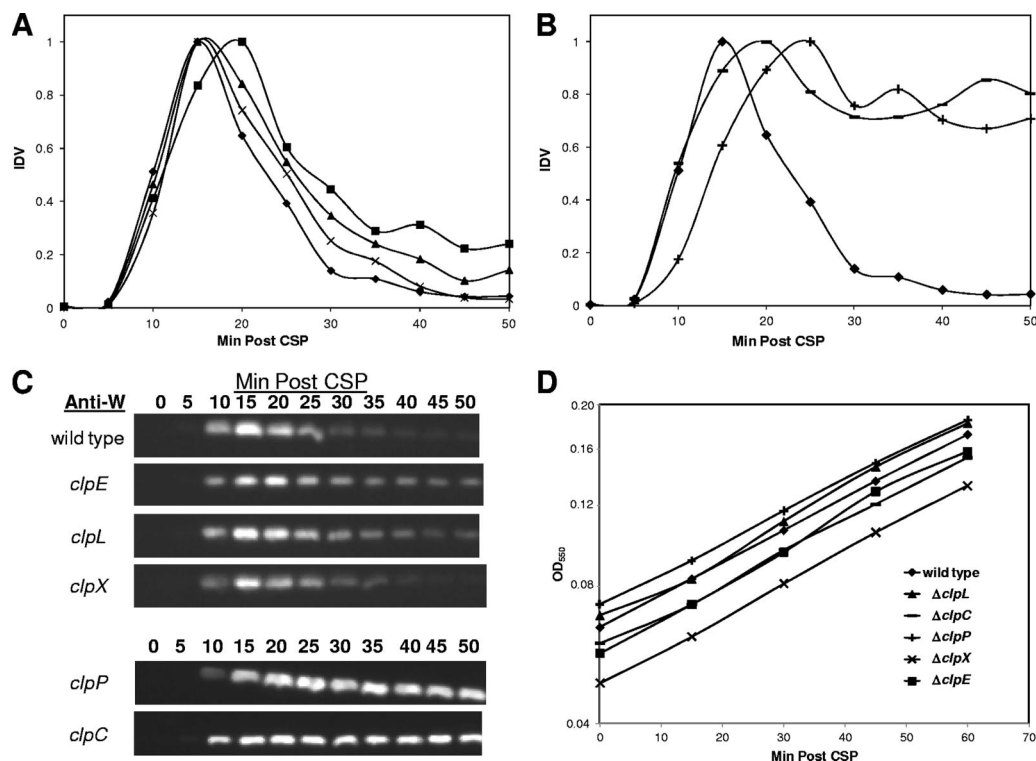 A
1
0.8
0.6
0.4
0.2
0
IDV
0 10 20 30 40 50
Min Post CSP
B
1
0.8
0.6
0.4
0.2
0
IDV
0 10 20 30 40 50
Min Post CSP
C
Min Post CSP
Anti-W 0 5 10 15 20 25 30 35 40 45 50
wild type
clpE
clpL
clpX
0 5 10 15 20 25 30 35 40 45 50
clpP
clpC
D
0.20
0.16
0.12
0.08
0.04
OD550
wild type
ΔclpL
ΔclpC
ΔclpP
ΔclpX
ΔclpE
0 10 20 30 40 50 60 70
Min Post CSP